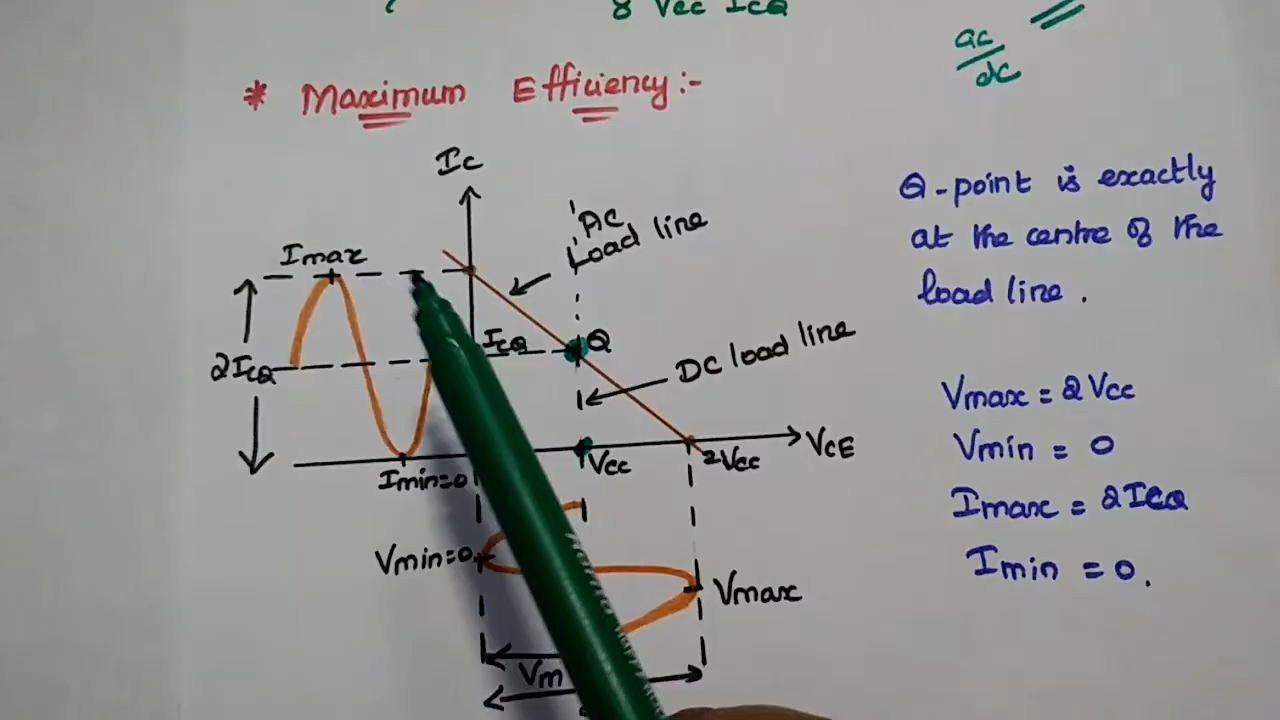 8 Vcc IcQ
ac
dc
* Maximum Efficiency :-
Ic
AC
load line
Imax
2IcQ
IcQ
Q
DC load line
VCE
Vcc
2Vcc
Imin=0
Vmin=0
Vmax
Vm
Q-point is exactly
at the centre of the
load line .
Vmax = 2Vcc
Vmin = 0
Imax = 2ICQ
Imin = 0.